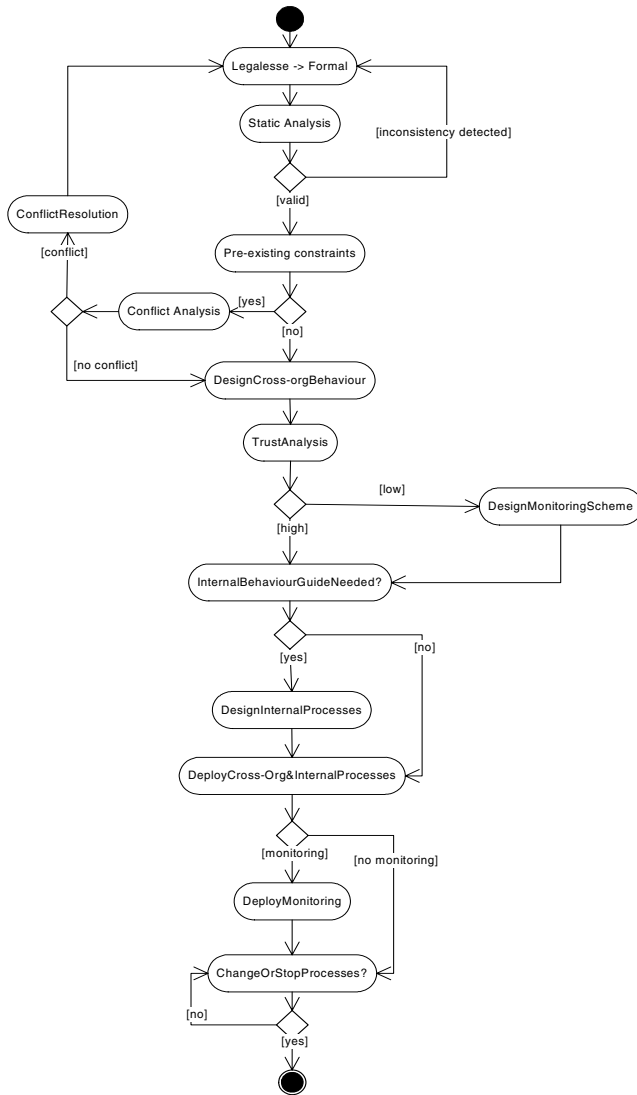 Legalesse -> Formal
Static Analysis
[inconsistency detected]
[valid]
ConflictResolution
[conflict]
Pre-existing constraints
Conflict Analysis
[yes]
[no]
[no conflict]
DesignCross-orgBehaviour
TrustAnalysis
[low]
DesignMonitoringScheme
[high]
InternalBehaviourGuideNeeded?
[no]
[yes]
DesignInternalProcesses
DeployCross-Org&InternalProcesses
[monitoring]
[no monitoring]
DeployMonitoring
ChangeOrStopProcesses?
[no]
[yes]